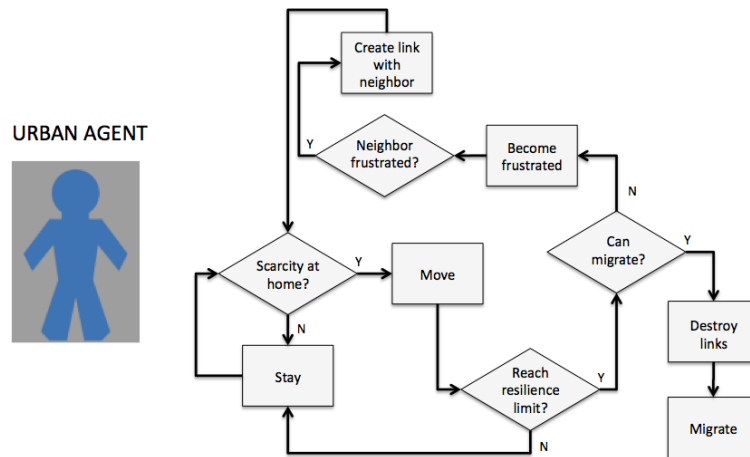 Create link
with
neighbor
URBAN AGENT
Y
Neighbor
frustrated?
Become
frustrated
N
Scarcity at
home?
Y
Move
Can
migrate?
Y
N
Destroy
links
Stay
Reach
resilience
limit?
Y
N
Migrate